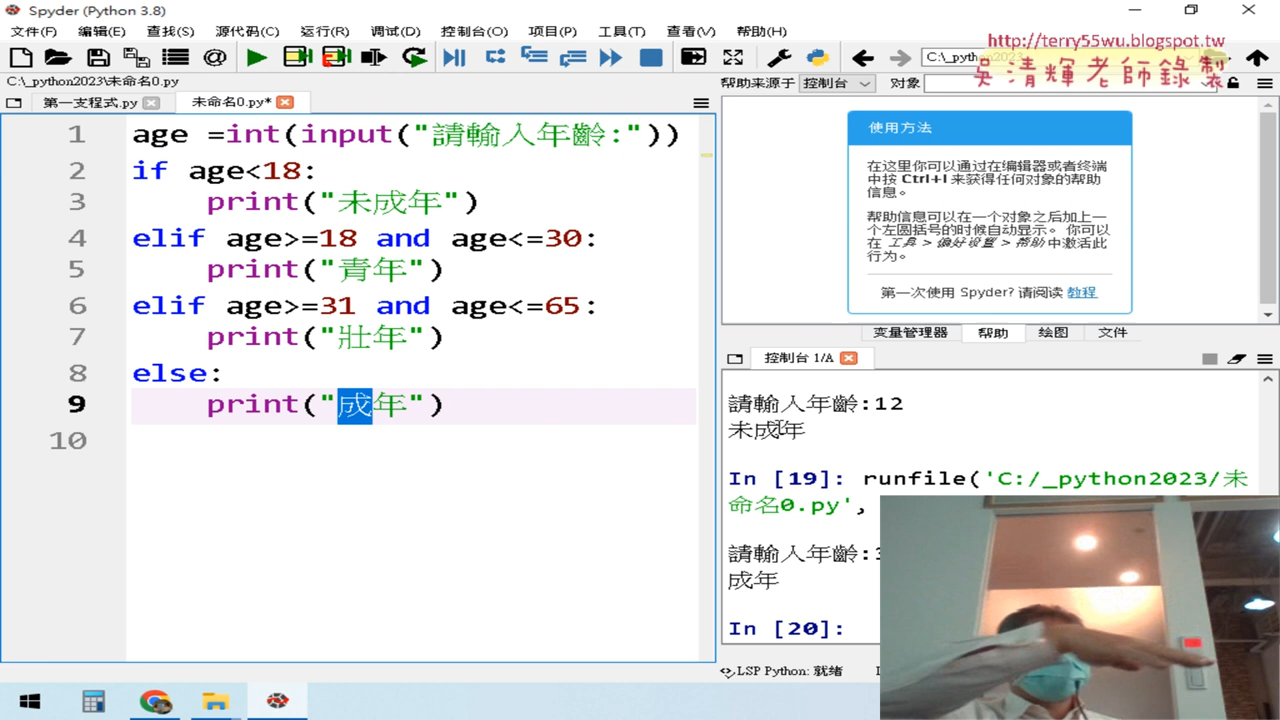 Spyder (Python 3.8)
文件(F) 编辑(E) 查找(S) 源代码(C) 运行(R) 调试(D) 控制台(O) 项目(P) 工具(T) 查看(V) 帮助(H)
http://terry55wu.blogspot.tw
吳清輝老師錄製
C:\_python2023\未命名0.py
帮助来源于 控制台 对象
第一支程式.py 未命名0.py*
1 age =int(input("請輸入年齡:"))
2 if age<18:
3 print("未成年")
4 elif age>=18 and age<=30:
5 print("青年")
6 elif age>=31 and age<=65:
7 print("壯年")
8 else:
9 print("成年")
10
使用方法
在这里你可以通过在编辑器或者终端
中按 Ctrl+I 来获得任何对象的帮助
信息。
帮助信息可以在一个对象之后加上一
个左圆括号的时候自动显示。 你可以
在 工具 > 偏好设置 > 帮助 中激活此
行为。
第一次使用 Spyder? 请阅读 教程
变量管理器 帮助 绘图 文件
控制台 1/A
請輸入年齡:12
未成年
In [19]: runfile('C:/_python2023/未
命名0.py',
請輸入年齡:
成年
In [20]:
LSP Python: 就绪